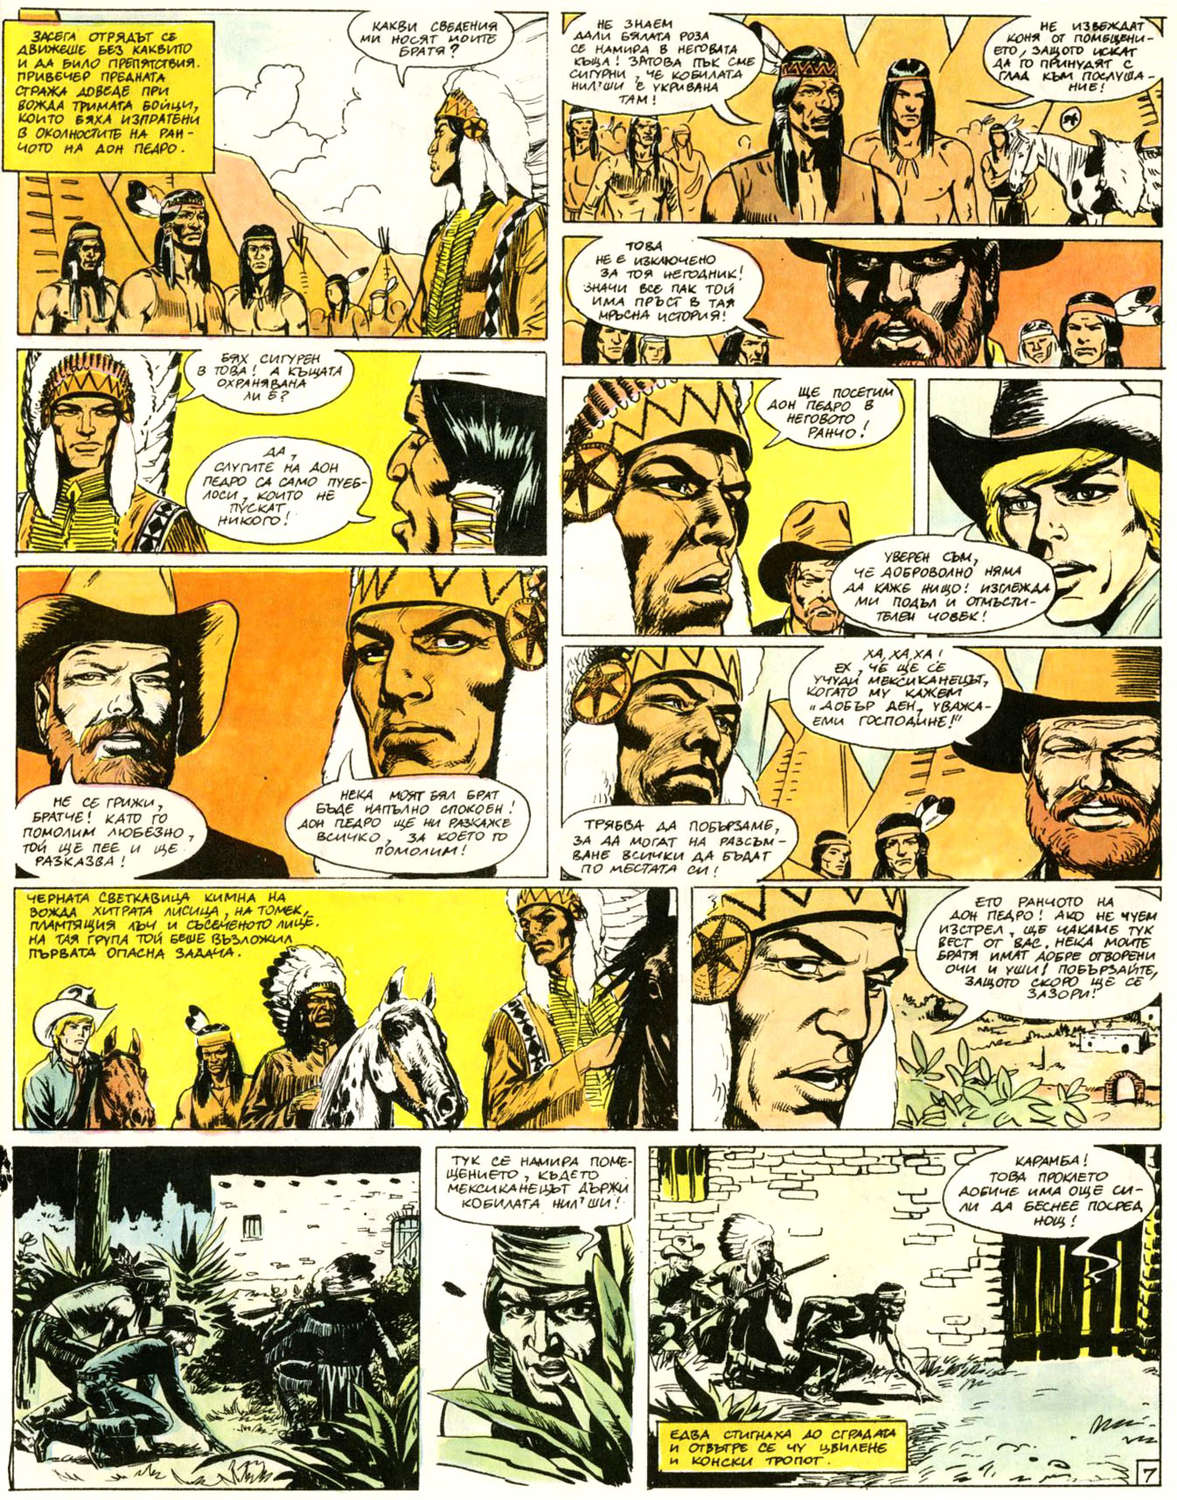 ЗАСЕГА ОТРЯДЪТ СЕ
ДВИЖЕШЕ БЕЗ КАКВИТО
И ДА БИЛО ПРЕПЯТСТВИЯ.
ПРИВЕЧЕР ПРЕДНАТА
СТРАЖА ДОВЕДЕ ПРИ
ВОЖДА ТРИМАТА БОЙЦИ,
КОИТО БЯХА ИЗПРАТЕНИ
В ОКОЛНОСТИТЕ НА РАН-
ЧОТО НА ДОН ПЕДРО.
КАКВИ СВЕДЕНИЯ
МИ НОСЯТ МОИТЕ
БРАТЯ?
НЕ ЗНАЕМ
ДАЛИ БЯЛАТА РОЗА
СЕ НАМИРА В НЕГОВАТА
КЪЩА! ЗАТОВА ПЪК СМЕ
СИГУРНИ, ЧЕ КОБИЛАТА
НИЛ'ШИ Е УКРИВАНА
ТАМ!
НЕ ИЗВЕЖДАТ
КОНЯ ОТ ПОМЕЩЕНИ-
ЕТО, ЗАЩОТО ИСКАТ
ДА ГО ПРИНУДЯТ С
ГЛАД КЪМ ПОСЛУША-
НИЕ!
ТОВА
НЕ Е ИЗКЛЮЧЕНО
ЗА ТОЯ НЕГОДНИК!
ЗНАЧИ ВСЕ ПАК ТОЙ
ИМА ПРЪСТ В ТАЯ
МРЪСНА ИСТОРИЯ!
БЯХ СИГУРЕН
В ТОВА! А КЪЩАТА
ОХРАНЯВАНА
ЛИ Е?
ДА,
СЛУГИТЕ НА ДОН
ПЕДРО СА САМО ПУЕБ-
ЛОСИ, КОИТО НЕ
ПУСКАТ
НИКОГО!
ЩЕ ПОСЕТИМ
ДОН ПЕДРО В
НЕГОВОТО
РАНЧО!
УВЕРЕН СЪМ,
ЧЕ ДОБРОВОЛНО НЯМА
ДА КАЖЕ НИЩО! ИЗГЛЕЖДА
МИ ПОДЪЛ И ОТМЪСТИ-
ТЕЛЕН ЧОВЕК!
НЕ СЕ ГРИЖИ,
БРАТЧЕ! КАТО ГО
ПОМОЛИМ ЛЮБЕЗНО,
ТОЙ ЩЕ ПЕЕ И ЩЕ
РАЗКАЗВА!
НЕКА МОЯТ БЯЛ БРАТ
БЪДЕ НАПЪЛНО СПОКОЕН!
ДОН ПЕДРО ЩЕ НИ РАЗКАЖЕ
ВСИЧКО, ЗА КОЕТО ГО
ПОМОЛИМ!
ХА, ХА, ХА!
ЕХ, ЧЕ ЩЕ СЕ
УЧУДИ МЕКСИКАНЕЦЪТ,
КОГАТО МУ КАЖЕМ
„ДОБЪР ДЕН, УВАЖА-
ЕМИ ГОСПОДИНЕ!"
ТРЯБВА ДА ПОБЪРЗАМЕ,
ЗА ДА МОГАТ НА РАЗСЪМ-
ВАНЕ ВСИЧКИ ДА БЪДАТ
ПО МЕСТАТА СИ!
ЧЕРНАТА СВЕТКАВИЦА КИМНА НА
ВОЖДА ХИТРАТА ЛИСИЦА, НА ТОМЕК,
ПЛАМТЯЩИЯ ЛЪЧ И СЪСЕЧЕНОТО ЛИЦЕ.
НА ТАЯ ГРУПА ТОЙ БЕШЕ ВЪЗЛОЖИЛ
ПЪРВАТА ОПАСНА ЗАДАЧА.
ЕТО РАНЧОТО НА
ДОН ПЕДРО! АКО НЕ ЧУЕМ
ИЗСТРЕЛ, ЩЕ ЧАКАМЕ ТУК
ВЕСТ ОТ ВАС. НЕКА МОИТЕ
БРАТЯ ИМАТ ДОБРЕ ОТВОРЕНИ
ОЧИ И УШИ! ПОБЪРЗАЙТЕ,
ЗАЩОТО СКОРО ЩЕ СЕ
ЗАЗОРИ!
ТУК СЕ НАМИРА ПОМЕ-
ЩЕНИЕТО, КЪДЕТО
МЕКСИКАНЕЦЪТ ДЪРЖИ
КОБИЛАТА НИЛ'ШИ!
КАРАМБА!
ТОВА ПРОКЛЕТО
ДОБИЧЕ ИМА ОЩЕ СИ-
ЛИ ДА БЕСНЕЕ ПОСРЕД
НОЩ!
ЕДВА СТИГНАХА ДО СГРАДАТА
И ОТВЪТРЕ СЕ ЧУ ЦВИЛЕНЕ
И КОНСКИ ТРОПОТ.
7